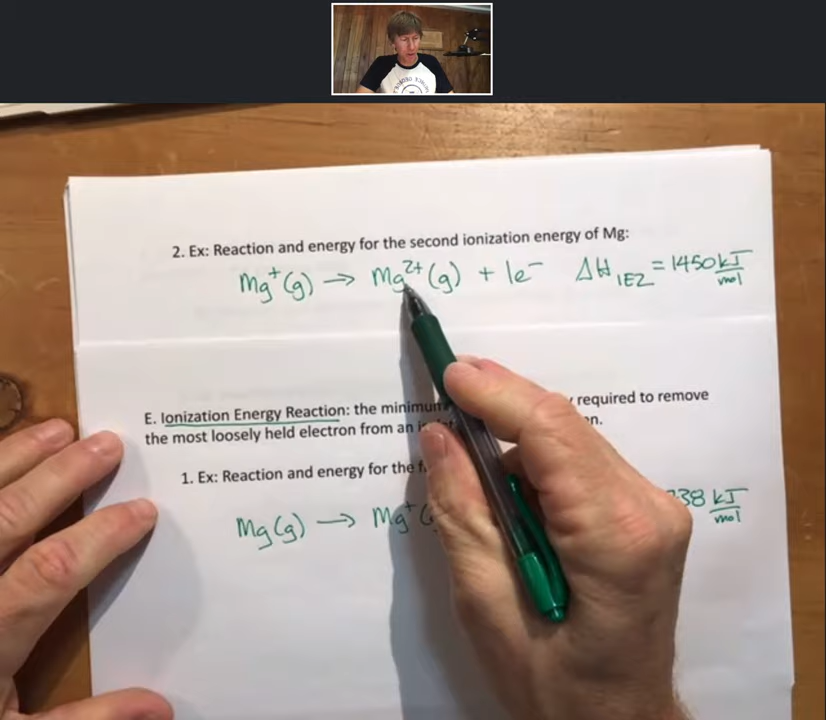 2. Ex: Reaction and energy for the second ionization energy of Mg:
Mg⁺(g) → Mg²⁺(g) + 1e⁻ ΔH IE2 = 1450 kJ/mol
E. Ionization Energy Reaction: the minimum required to remove
the most loosely held electron from an
1. Ex: Reaction and energy for the
Mg(g) → Mg⁺( 738 kJ/mol